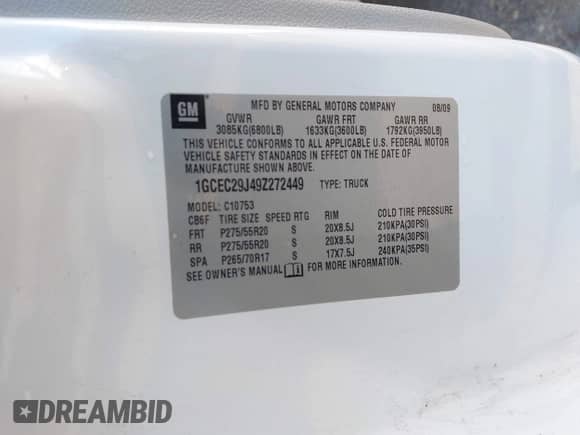 GM
MFD BY GENERAL MOTORS COMPANY 08/09
GVWR GAWR FRT GAWR RR
3085KG(6800LB) 1633KG(3600LB) 1792KG(3950LB)
THIS VEHICLE CONFORMS TO ALL APPLICABLE U.S. FEDERAL MOTOR
VEHICLE SAFETY STANDARDS IN EFFECT ON THE DATE OF
MANUFACTURE SHOWN ABOVE.
1GCEC29J49Z272449 TYPE: TRUCK
MODEL: C10753
CB6F TIRE SIZE SPEED RTG RIM COLD TIRE PRESSURE
FRT P275/55R20 S 20X8.5J 210KPA(30PSI)
RR P275/55R20 S 20X8.5J 210KPA(30PSI)
SPA P265/70R17 S 17X7.5J 240KPA(35PSI)
SEE OWNER'S MANUAL FOR MORE INFORMATION.
DREAMBID